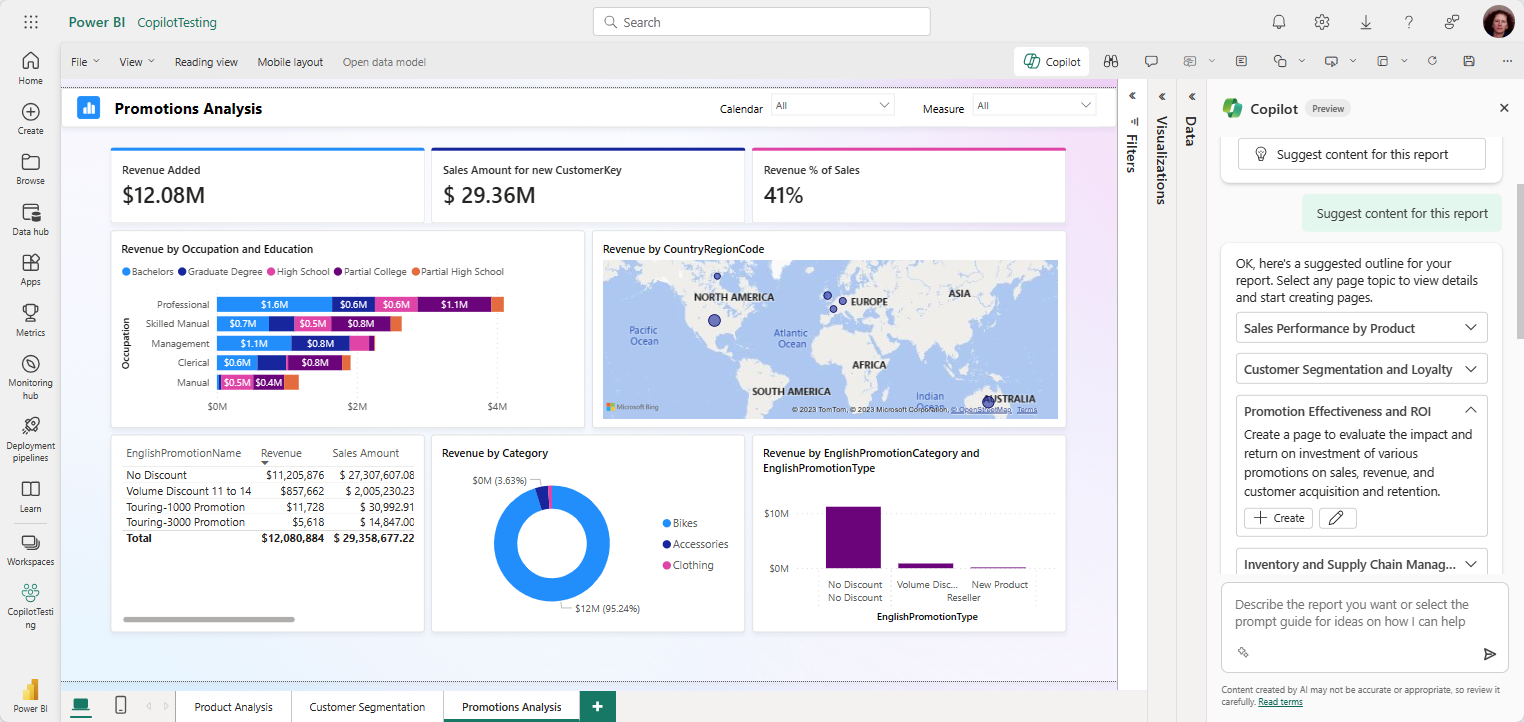 Power BI CopilotTesting
Search
File View Reading view Mobile layout Open data model
Copilot
Home
Create
Browse
Data hub
Apps
Metrics
Monitoring
hub
Deployment
pipelines
Learn
Workspaces
CopilotTesti
ng
Power BI
Promotions Analysis
Calendar All
Measure All
Revenue Added
$12.08M
Sales Amount for new CustomerKey
$ 29.36M
Revenue % of Sales
41%
Revenue by Occupation and Education
Bachelors Graduate Degree High School Partial College Partial High School
Occupation
Professional $1.6M $0.6M $0.6M $1.1M
Skilled Manual $0.7M $0.5M $0.8M
Management $1.1M $0.8M
Clerical $0.6M $0.8M
Manual $0.5M $0.4M
$0M $2M $4M
Revenue by CountryRegionCode
NORTH AMERICA
EUROPE
ASIA
Pacific
Ocean
Atlantic
Ocean
AFRICA
SOUTH AMERICA
Indian
Ocean
AUSTRALIA
Microsoft Bing
© 2023 TomTom, © 2023 Microsoft Corporation, © OpenStreetMap Terms
EnglishPromotionName Revenue Sales Amount
No Discount $11,205,876 $ 27,307,607.08
Volume Discount 11 to 14 $857,662 $ 2,005,230.23
Touring-1000 Promotion $11,728 $ 30,992.91
Touring-3000 Promotion $5,618 $ 14,847.00
Total $12,080,884 $ 29,358,677.22
Revenue by Category
$0M (3.63%)
$12M (95.24%)
Bikes
Accessories
Clothing
Revenue by EnglishPromotionCategory and
EnglishPromotionType
$10M
$0M
No Discount Volume Disc... New Product
No Discount Reseller
EnglishPromotionType
Filters
Visualizations
Data
Product Analysis Customer Segmentation Promotions Analysis
Copilot Preview
Suggest content for this report
Suggest content for this report
OK, here's a suggested outline for your
report. Select any page topic to view details
and start creating pages.
Sales Performance by Product
Customer Segmentation and Loyalty
Promotion Effectiveness and ROI
Create a page to evaluate the impact and
return on investment of various
promotions on sales, revenue, and
customer acquisition and retention.
Create
Inventory and Supply Chain Manag...
Describe the report you want or select the
prompt guide for ideas on how I can help
Content created by AI may not be accurate or appropriate, so review it
carefully. Read terms